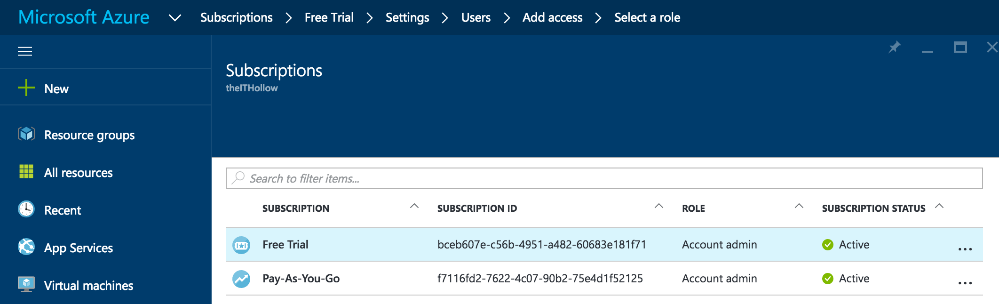 Microsoft Azure Subscriptions Free Trial Settings Users Add access Select a role
New
Resource groups
All resources
Recent
App Services
Virtual machines
Subscriptions
theITHollow
Search to filter items...
SUBSCRIPTION SUBSCRIPTION ID ROLE SUBSCRIPTION STATUS
Free Trial bceb607e-c56b-4951-a482-60683e181f71 Account admin Active ...
Pay-As-You-Go f7116fd2-7622-4c07-90b2-75e4d1f52125 Account admin Active ...